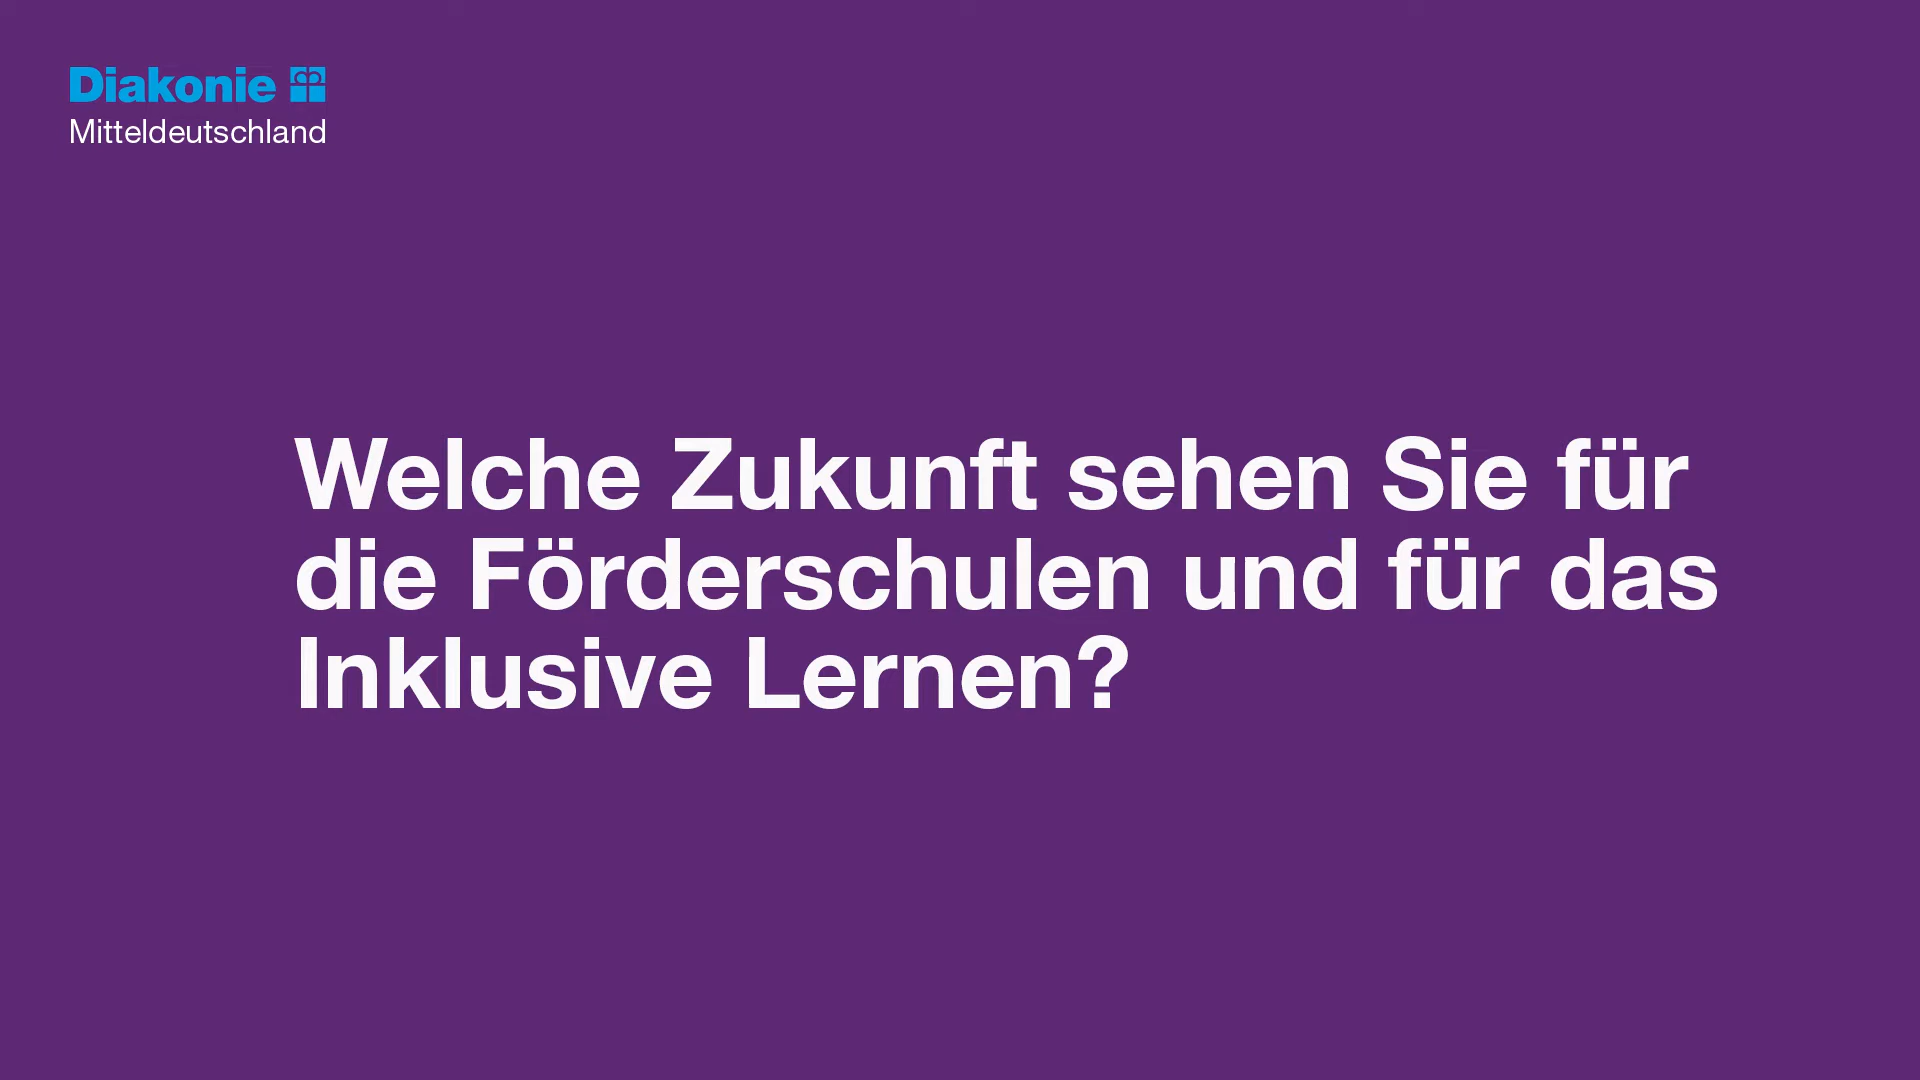 Diakonie
Mitteldeutschland
Welche Zukunft sehen Sie für
die Förderschulen und für das
Inklusive Lernen?